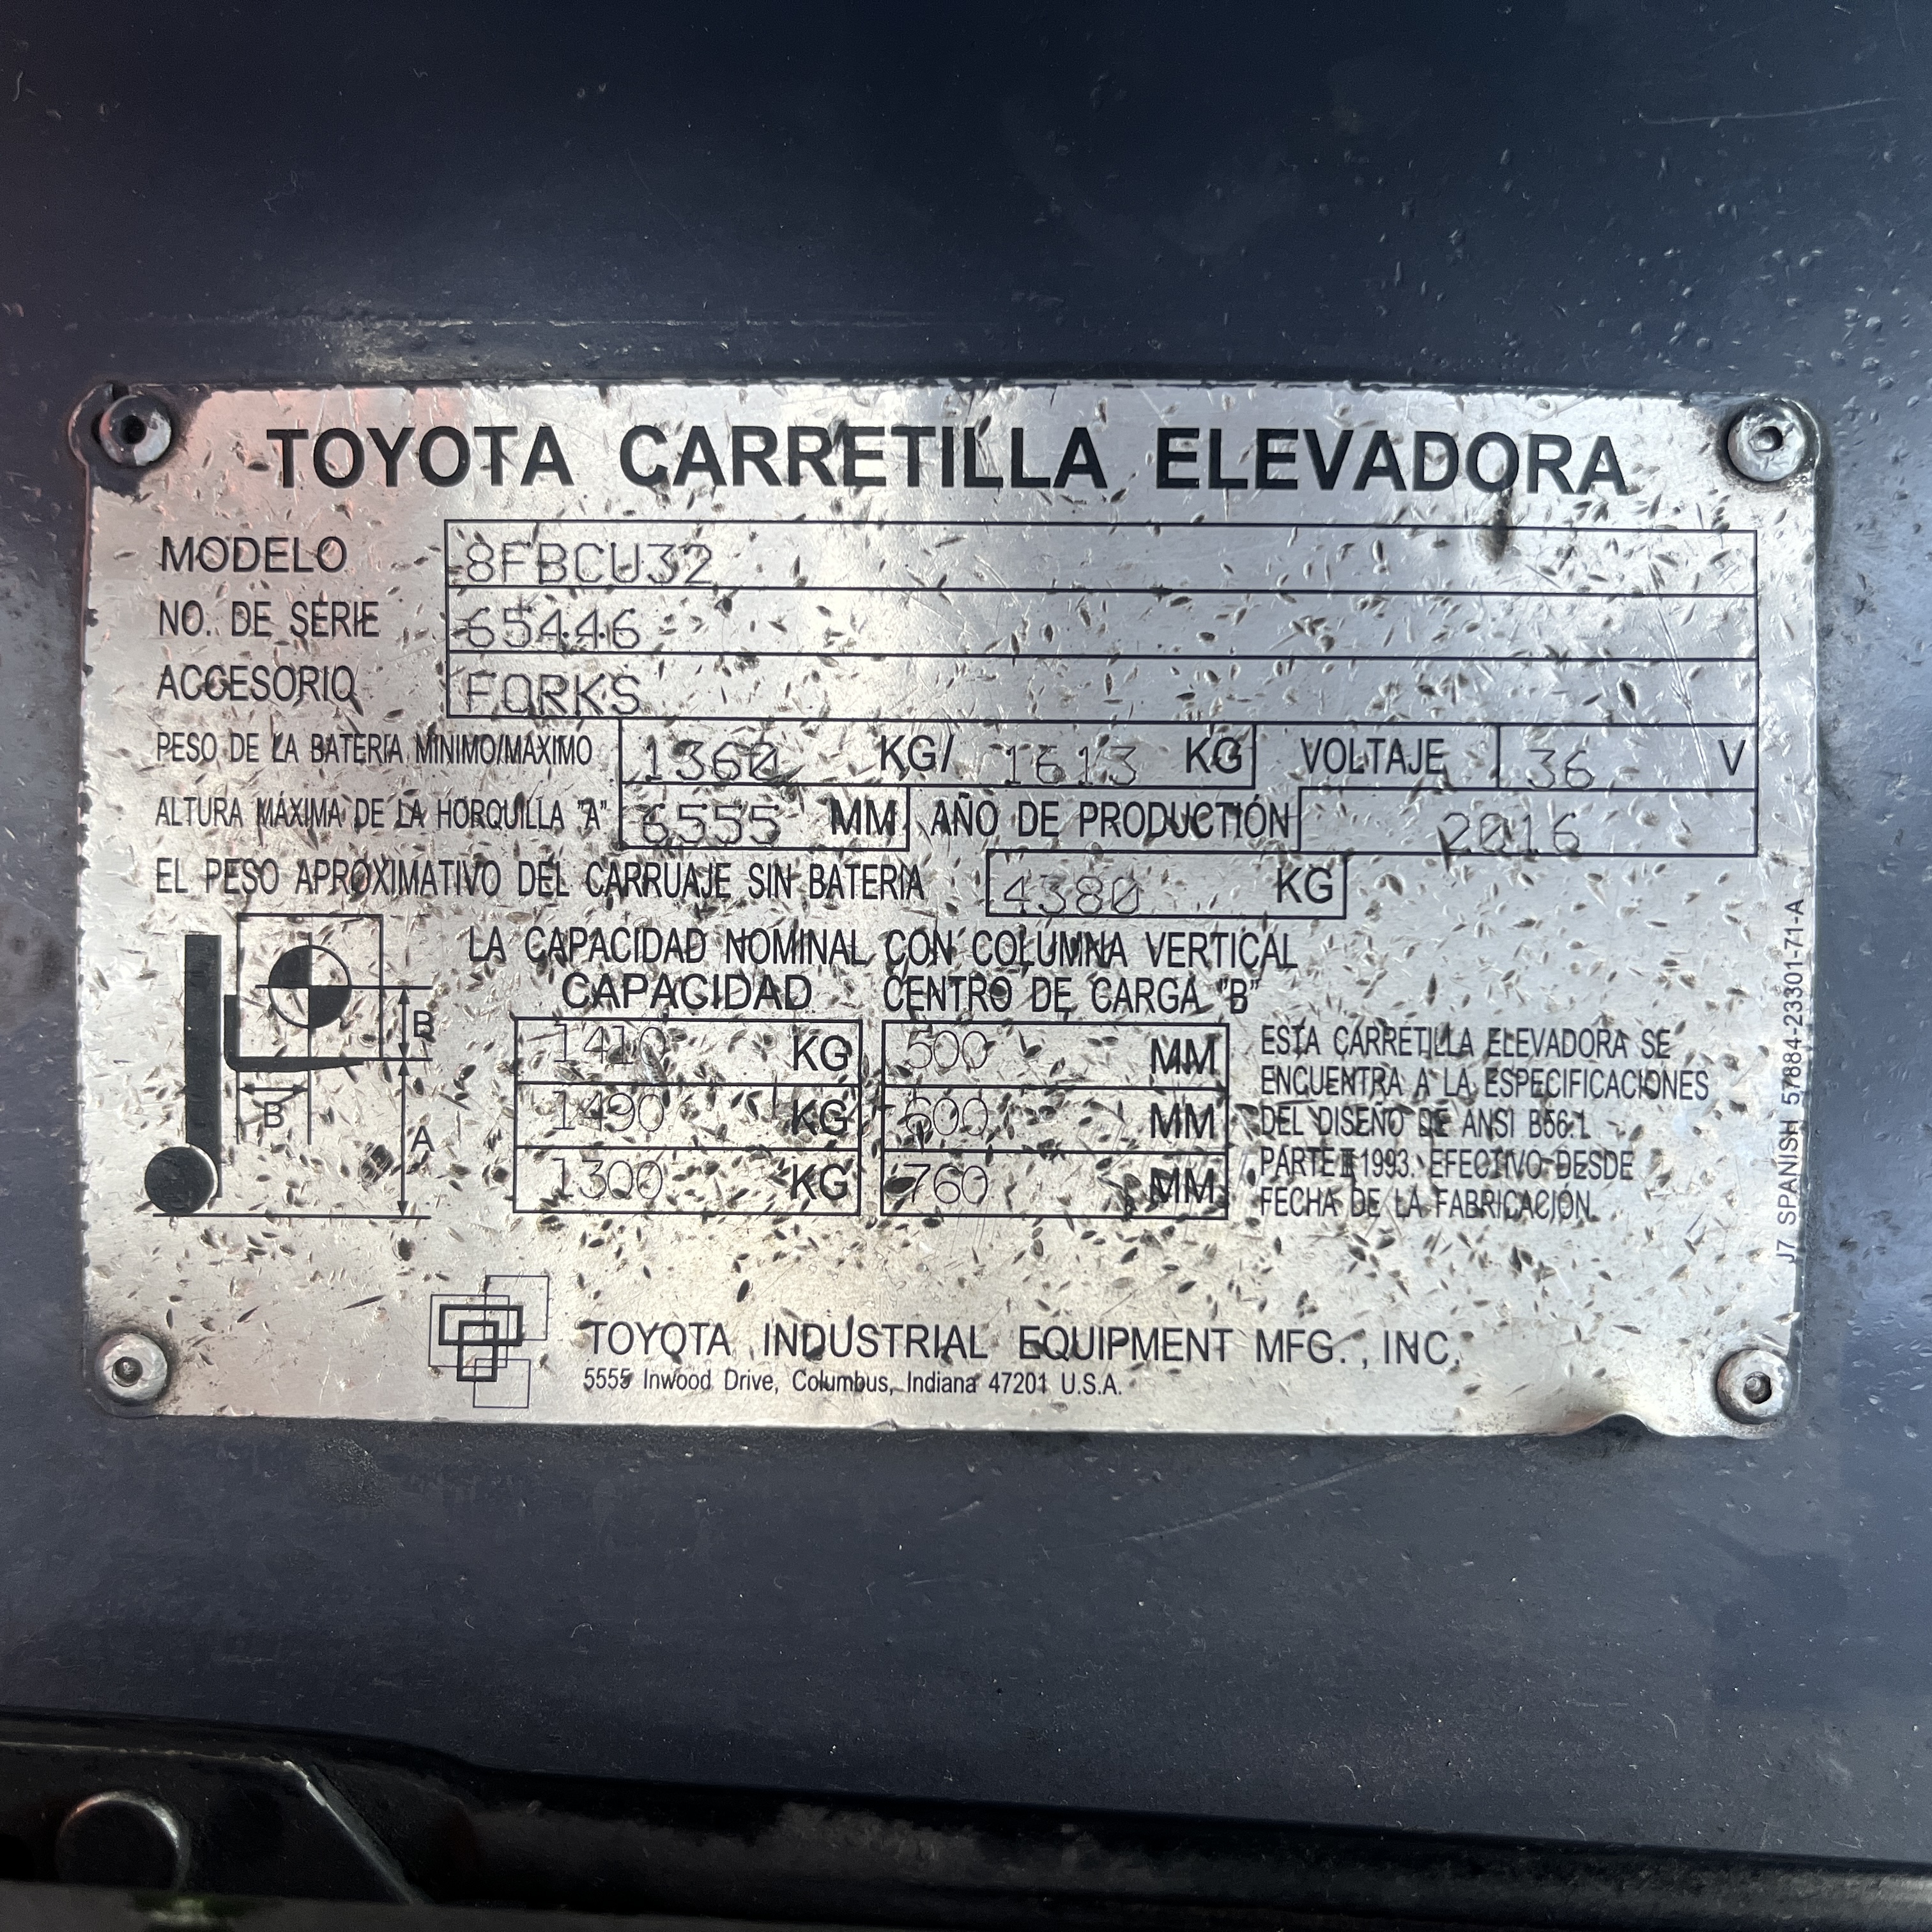 TOYOTA CARRETILLA ELEVADORA
MODELO 8FBCU32
NO. DE SERIE 65446
ACCESORIO FORKS
PESO DE LA BATERIA MINIMO/MAXIMO 1360 KG/ 1613 KG VOLTAJE 36 V
ALTURA MÁXIMA DE LA HORQUILLA "A" 6555 MM AÑO DE PRODUCTIÓN 2016
EL PESO APROXIMATIVO DEL CARRUAJE SIN BATERIA 4380 KG
LA CAPACIDAD NOMINAL CON COLUMNA VERTICAL
CAPACIDAD CENTRO DE CARGA "B"
1410 KG 500 MM
1490 KG 600 MM
1300 KG 760 MM
B
B
A
ESTA CARRETILLA ELEVADORA SE
ENCUENTRA A LA ESPECIFICACIONES
DEL DISEÑO DE ANSI B56.1
PARTE II 1993. EFECTIVO DESDE
FECHA DE LA FABRICACIÓN.
J7 SPANISH 57884-23301-71-A
TOYOTA INDUSTRIAL EQUIPMENT MFG., INC.
5555 Inwood Drive, Columbus, Indiana 47201 U.S.A.